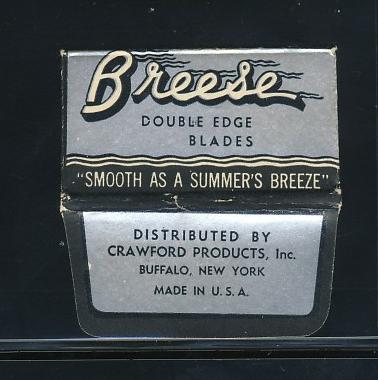 Breese
DOUBLE EDGE
BLADES
"SMOOTH AS A SUMMER'S BREEZE"
DISTRIBUTED BY
CRAWFORD PRODUCTS, Inc.
BUFFALO, NEW YORK
MADE IN U.S.A.